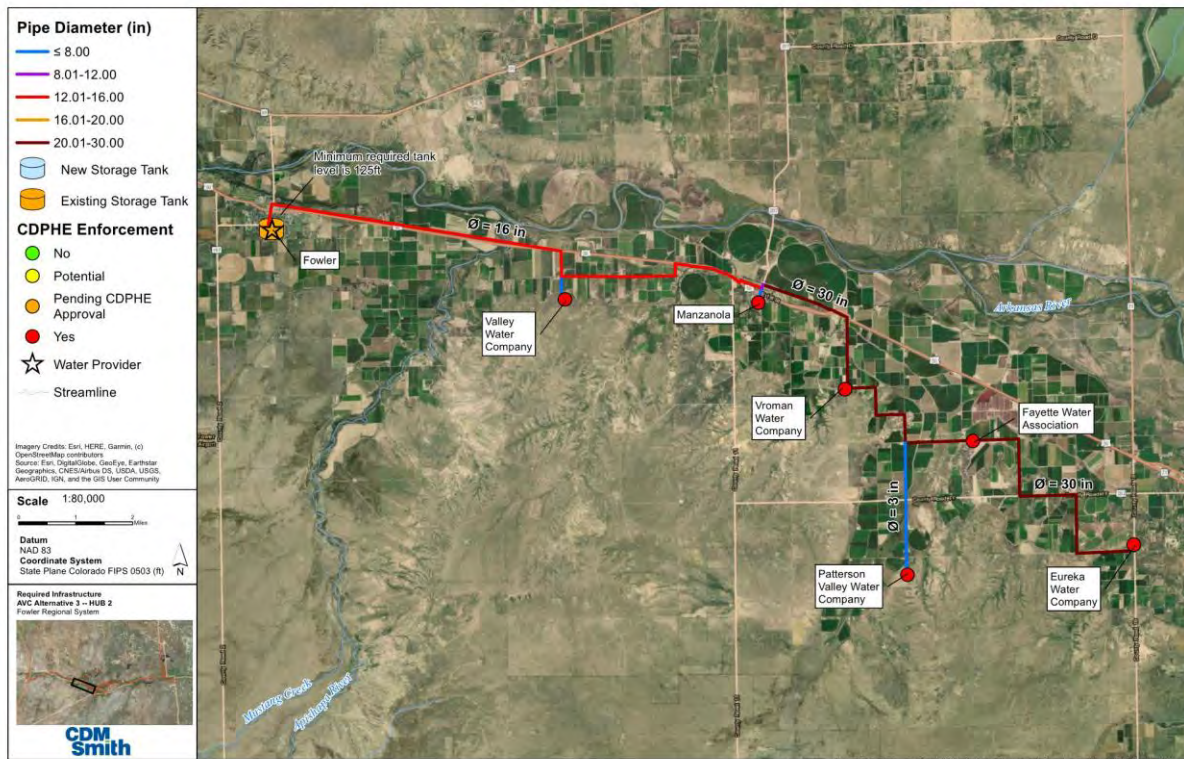 Pipe Diameter (in)
≤ 8.00
8.01-12.00
12.01-16.00
16.01-20.00
20.01-30.00
New Storage Tank
Existing Storage Tank
CDPHE Enforcement
No
Potential
Pending CDPHE
Approval
Yes
Water Provider
Streamline
Imagery Credits: Esri, HERE, Garmin, (c)
OpenStreetMap contributors
Source: Esri, DigitalGlobe, GeoEye, Earthstar
Geographics, CNES/Airbus DS, USDA, USGS,
AeroGRID, IGN, and the GIS User Community
Scale 1:80,000
0 1 2
Miles
Datum
NAD 83
Coordinate System
State Plane Colorado FIPS 0503 (ft)
N
Required Infrastructure
AVC Alternative 3 -- HUB 2
Fowler Regional System
CDM
Smith
Minimum required tank
level is 125ft
Fowler
Ø = 16 in
Valley
Water
Company
Manzanola
Ø = 30 in
Arkansas River
Vroman
Water
Company
Fayette Water
Association
Ø = 30 in
Ø = 3 in
Patterson
Valley Water
Company
Eureka
Water
Company
Mustang Creek
Apishapa River